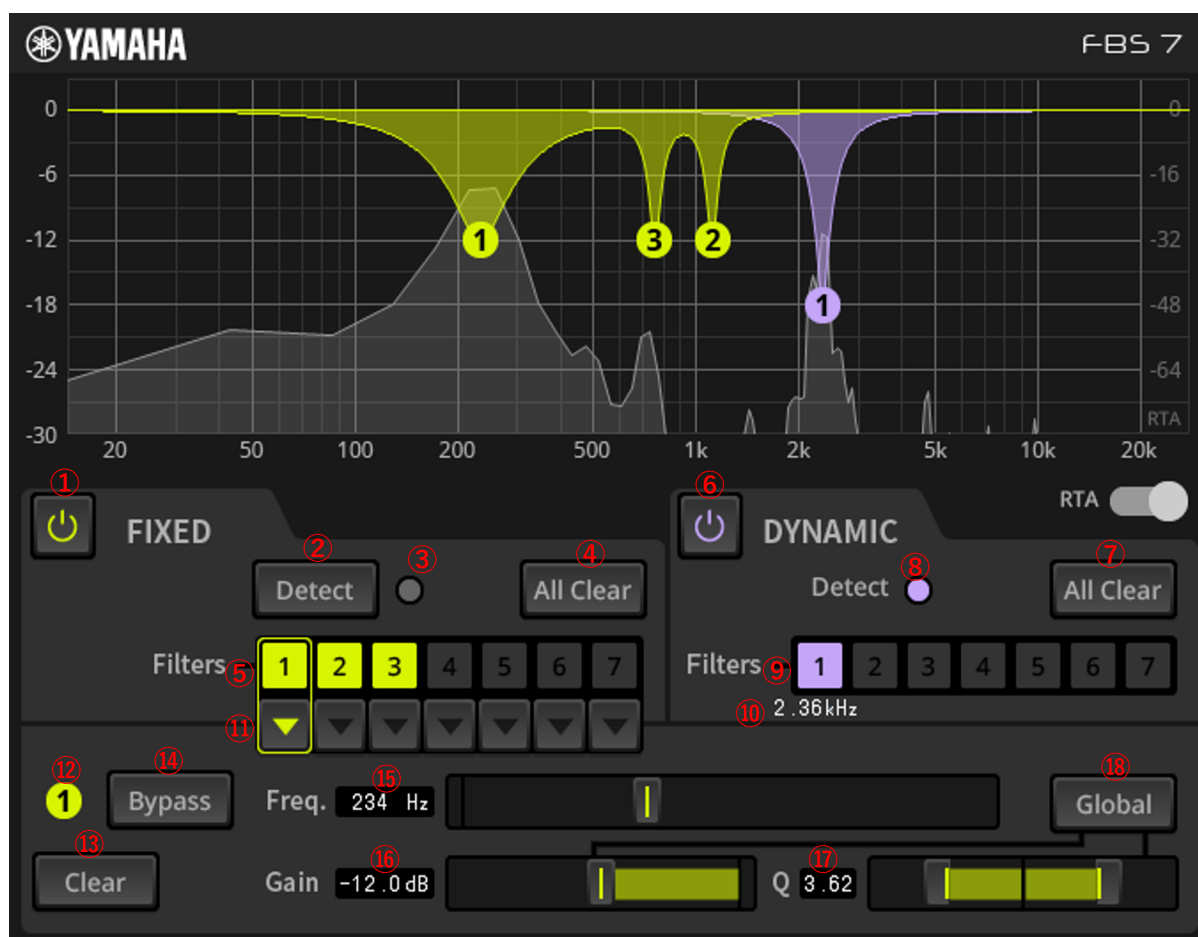 YAMAHA FBS 7
0 0
-6 -16
-12 -32
1 3 2
-18 -48
1
-24 -64
RTA
-30
20 50 100 200 500 1k 2k 5k 10k 20k
① ⑥
RTA
FIXED DYNAMIC
② ③ ④ ⑧ ⑦
Detect All Clear Detect All Clear
Filters ⑤ 1 2 3 4 5 6 7 Filters ⑨ 1 2 3 4 5 6 7
⑩ 2.36kHz
⑪
⑫ ⑭ ⑮ ⑱
1 Bypass Freq. 234 Hz Global
⑬ ⑯ ⑰
Clear Gain -12.0dB Q 3.62